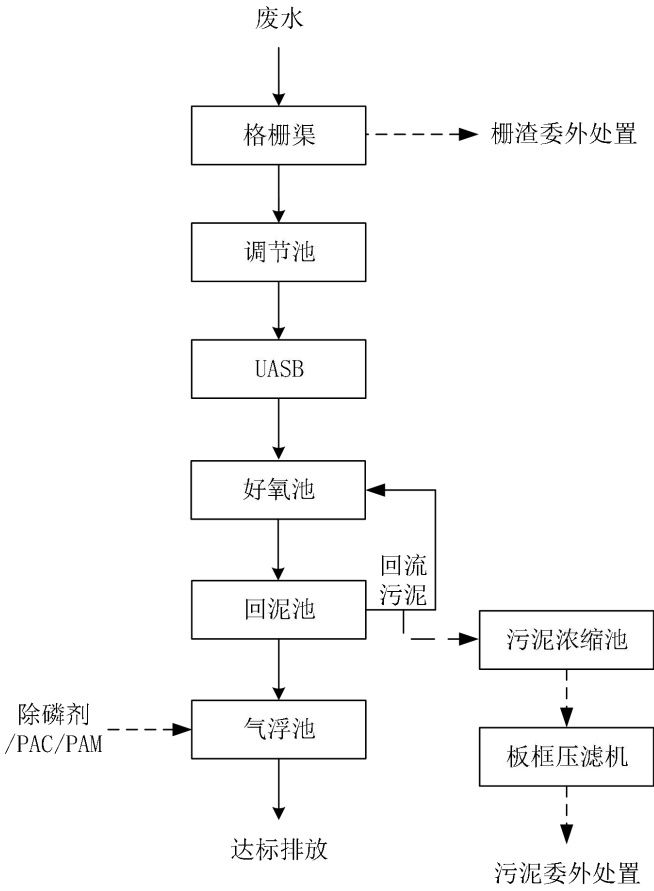 废水
格栅渠
栅渣委外处置
调节池
UASB
好氧池
回流
污泥
回泥池
污泥浓缩池
除磷剂
/PAC/PAM
气浮池
板框压滤机
达标排放
污泥委外处置